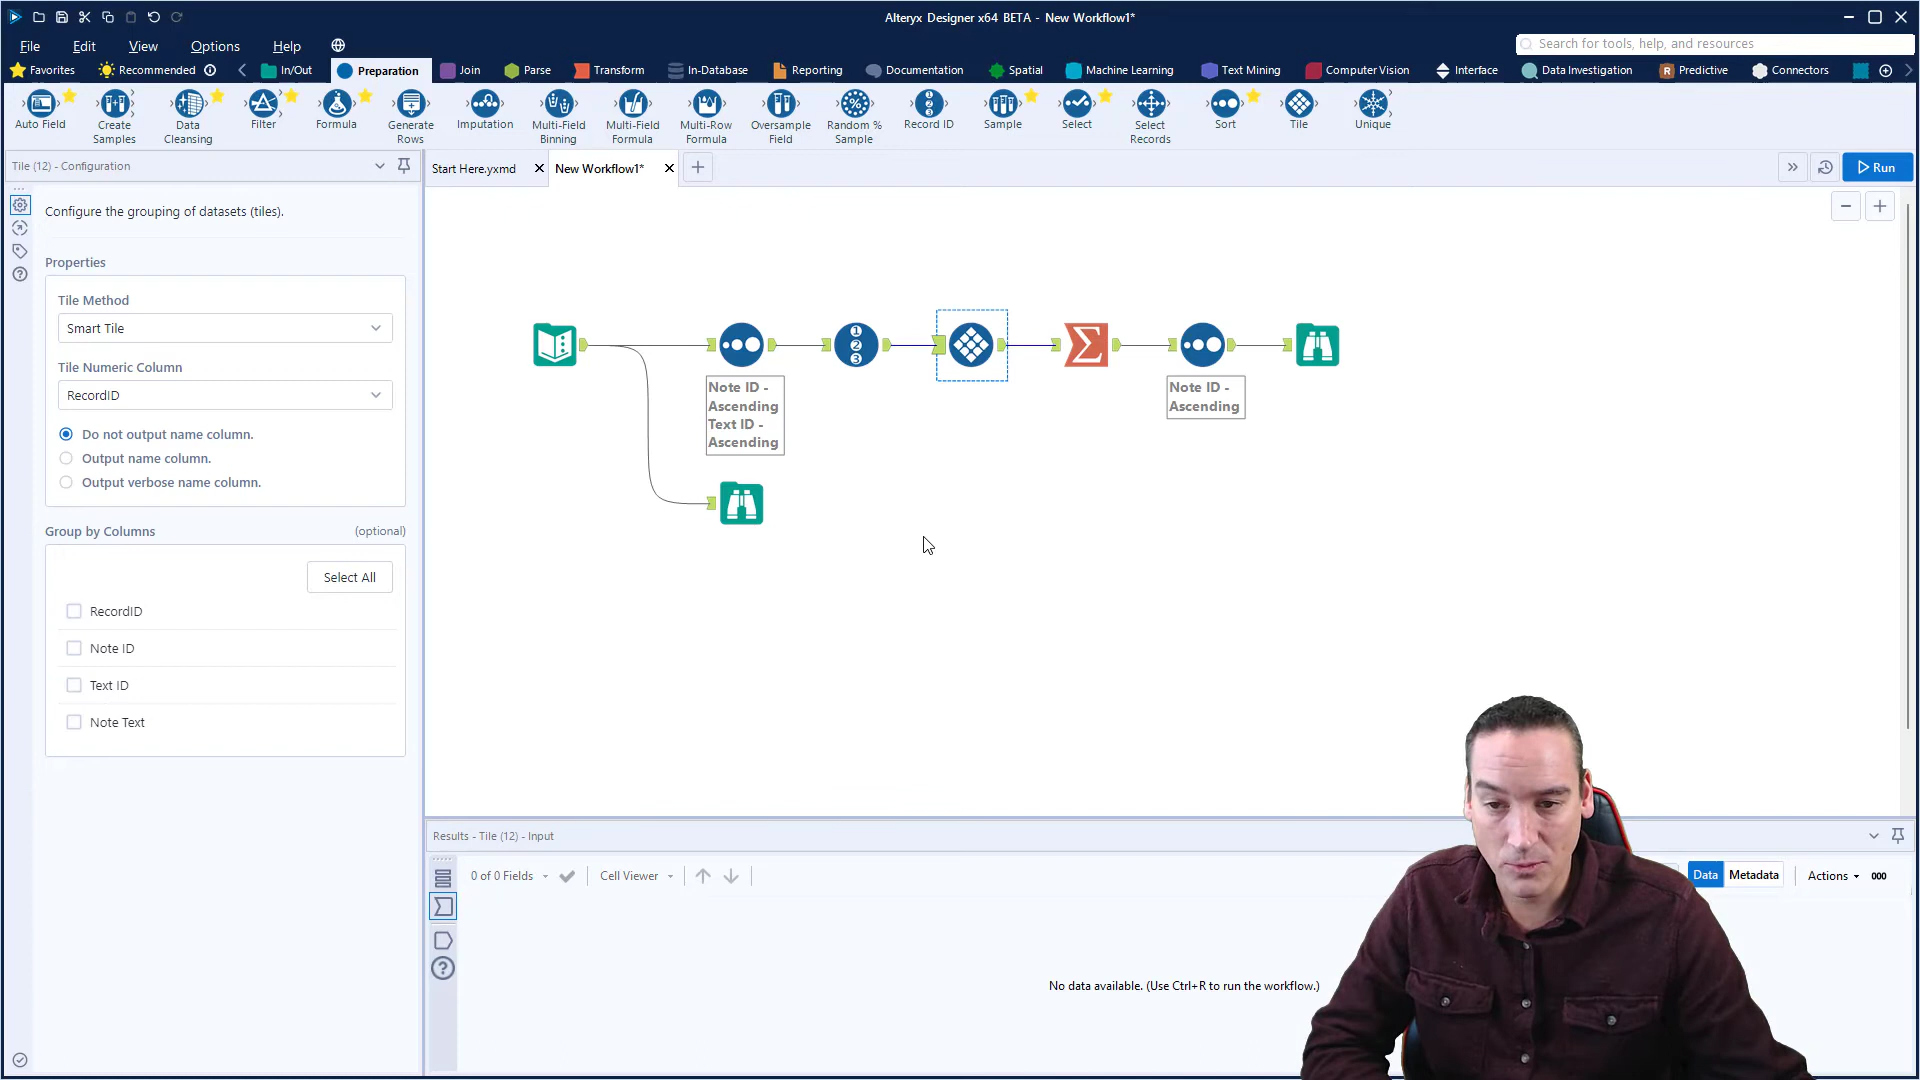 Alteryx Designer x64 BETA - New Workflow1*
File Edit View Options Help
Search for tools, help, and resources
Favorites Recommended In/Out Preparation Join Parse Transform In-Database Reporting Documentation Spatial Machine Learning Text Mining Computer Vision Interface Data Investigation Predictive Connectors
Auto Field
Create Samples
Data Cleansing
Filter
Formula
Generate Rows
Imputation
Multi-Field Binning
Multi-Field Formula
Multi-Row Formula
Oversample Field
Random % Sample
Record ID
Sample
Select
Select Records
Sort
Tile
Unique
Tile (12) - Configuration
Start Here.yxmd
New Workflow1*
Run
Configure the grouping of datasets (tiles).
Properties
Tile Method
Smart Tile
Tile Numeric Column
RecordID
Do not output name column.
Output name column.
Output verbose name column.
Group by Columns (optional)
Select All
RecordID
Note ID
Text ID
Note Text
1
2
3
Note ID -
Ascending
Text ID -
Ascending
Note ID -
Ascending
Results - Tile (12) - Input
0 of 0 Fields Cell Viewer Data Metadata Actions 000
No data available. (Use Ctrl+R to run the workflow.)